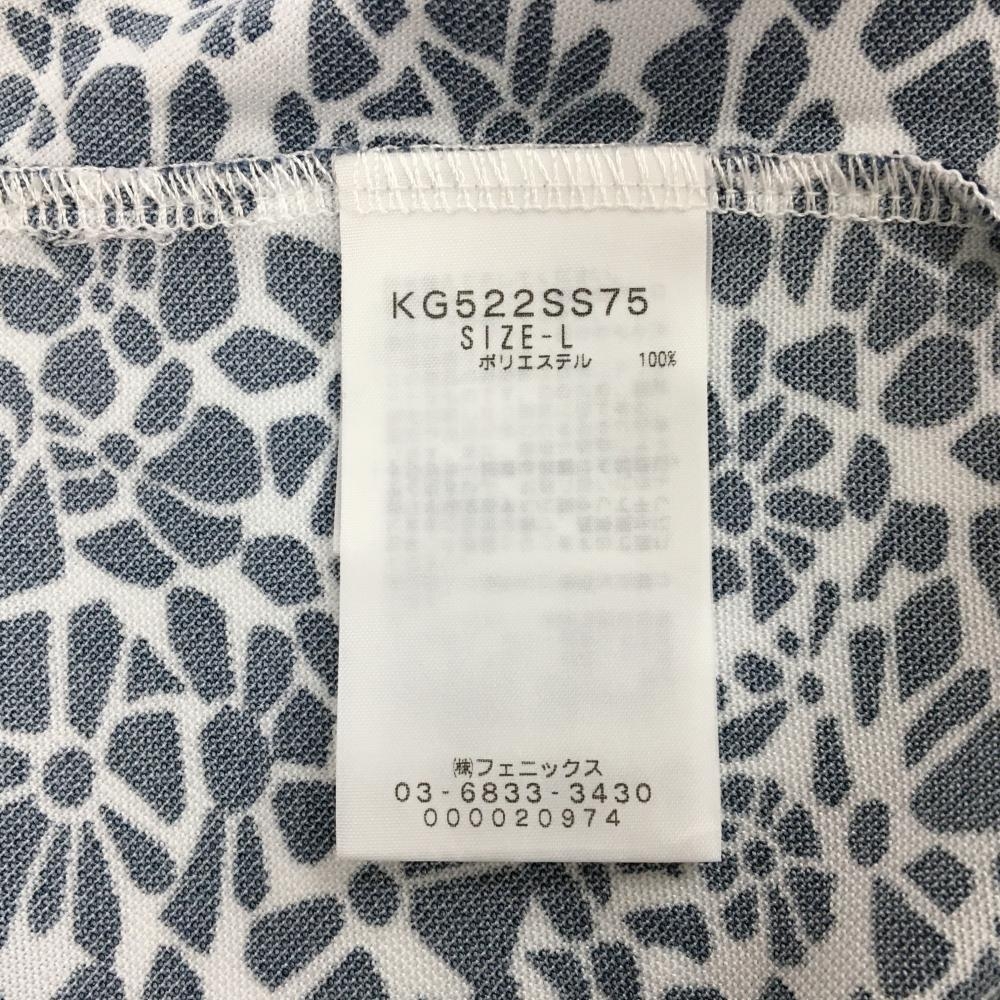 KG522SS75
SIZE-L
ポリエステル 100%
㈱フェニックス
03-6833-3430
000020974